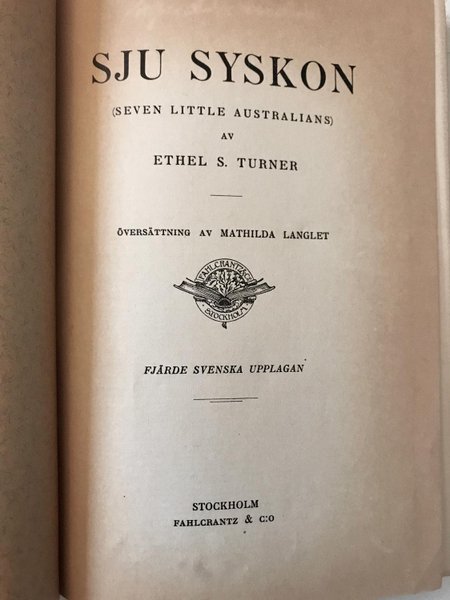 SJU SYSKON
(SEVEN LITTLE AUSTRALIANS)
AV
ETHEL S. TURNER
ÖVERSÄTTNING AV MATHILDA LANGLET
FAHLCRANTZ & Co
STOCKHOLM
FJÄRDE SVENSKA UPPLAGAN
STOCKHOLM
FAHLCRANTZ & C:O